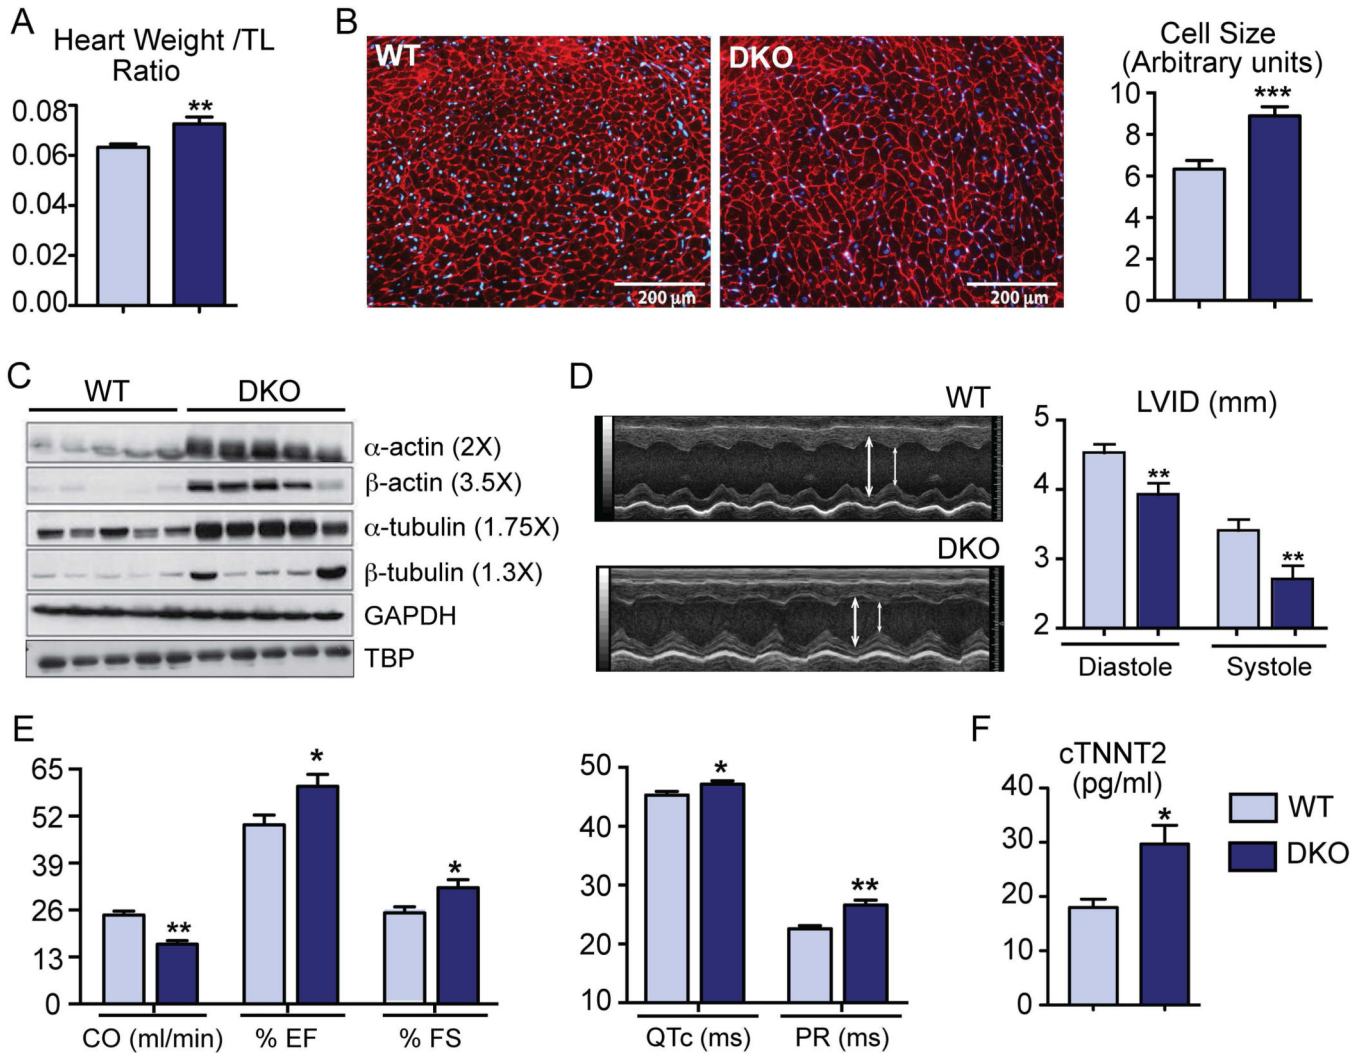 A
Heart Weight /TL
Ratio
**
0.08
0.06
0.04
0.02
0.00
B
WT
200 µm
DKO
200 µm
Cell Size
(Arbitrary units)
***
10
8
6
4
2
0
C
WT
DKO
α-actin (2X)
β-actin (3.5X)
α-tubulin (1.75X)
β-tubulin (1.3X)
GAPDH
TBP
D
WT
DKO
LVID (mm)
5
4
3
2
**
**
Diastole
Systole
E
65
52
39
26
13
0
**
*
*
CO (ml/min)
% EF
% FS
50
40
30
20
10
*
**
QTc (ms)
PR (ms)
F
cTNNT2
(pg/ml)
40
30
20
10
0
*
WT
DKO